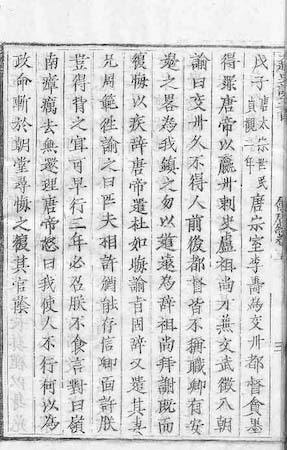 戊子唐太宗世民貞觀二年唐宗室李壽為交州都督貪墨
得罪唐帝以瀛州刺史盧祖尚才兼文武徵入朝
諭曰交州久不得人前後都督皆不稱職卿有安
邊之畧為我鎮之勿以道遠為辭祖尚拜謝既而
復悔以疾辭唐帝遣杜如晦諭旨固辭又遣其妻
兄周範徃諭之曰匹夫相許猶能存信卿面許朕
豈得悔之宜可早行三年必召朕不食言對曰嶺
南瘴癘去無還理唐帝怒曰我使人不行何以為
政命斬於朝堂尋悔之復其官蔭